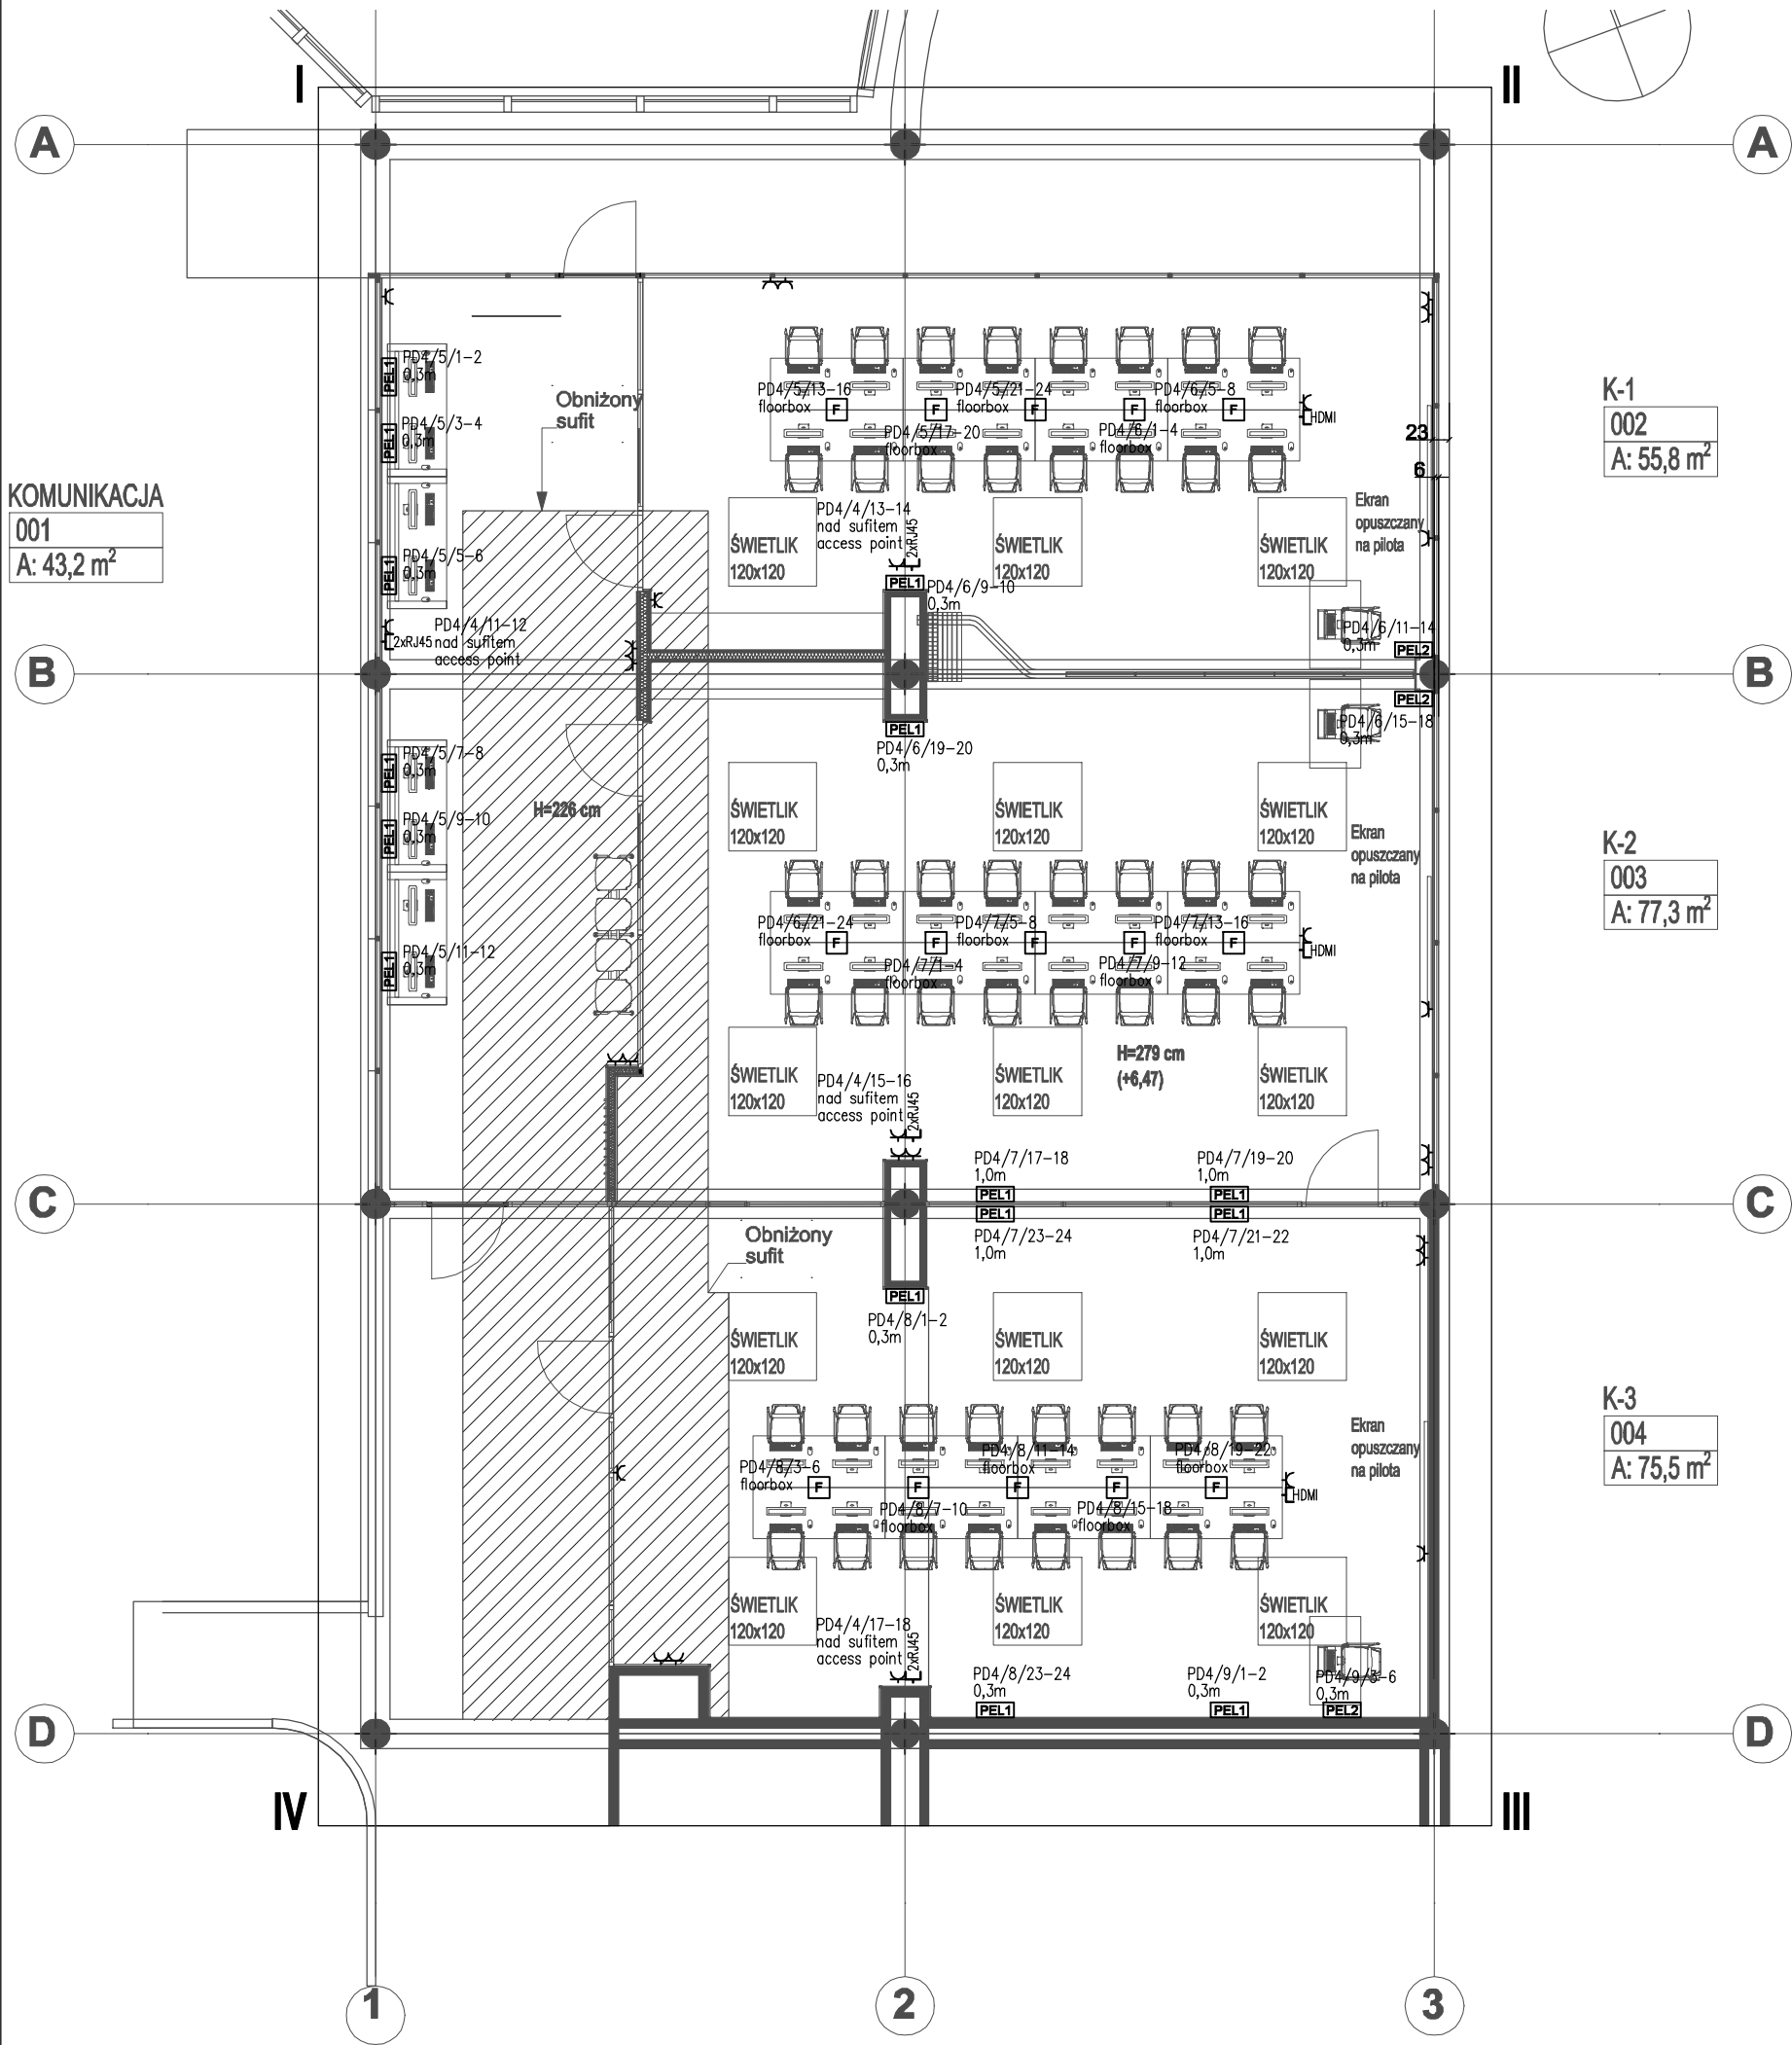 I
II
A
A
PD4/5/1-2
0,3m
PEL1
PD4/5/3-4
0,3m
PEL1
Obniżony
sufit
PD4/5/13-16
floorbox
PD4/5/21-24
floorbox
PD4/6/5-8
floorbox
F
F
F
F
F
HDMI
PD4/5/17-20
floorbox
PD4/6/1-4
floorbox
23
6
K-1
002
A: 55,8 m²
KOMUNIKACJA
001
A: 43,2 m²
PD4/5/5-6
0,3m
PEL1
PD4/4/13-14
nad sufitem
access point
2xRJ45
Ekran
opuszczany
na pilota
ŚWIETLIK
120x120
ŚWIETLIK
120x120
ŚWIETLIK
120x120
PEL1
PD4/6/9-10
0,3m
2xRJ45
PD4/4/11-12
nad sufitem
access point
PD4/6/11-14
0,3m
PEL2
B
B
PEL2
PD4/6/15-18
0,3m
PEL1
PD4/6/19-20
0,3m
PD4/5/7-8
0,3m
PEL1
PD4/5/9-10
0,3m
PEL1
H=226 cm
ŚWIETLIK
120x120
ŚWIETLIK
120x120
ŚWIETLIK
120x120
Ekran
opuszczany
na pilota
K-2
003
A: 77,3 m²
PD4/5/11-12
0,3m
PEL1
PD4/6/21-24
floorbox
PD4/7/5-8
floorbox
PD4/7/13-16
floorbox
F
F
F
F
F
HDMI
PD4/7/1-4
floorbox
PD4/7/9-12
floorbox
H=279 cm
(+6,47)
ŚWIETLIK
120x120
PD4/4/15-16
nad sufitem
access point
2xRJ45
ŚWIETLIK
120x120
ŚWIETLIK
120x120
PD4/7/17-18
1,0m
PEL1
PD4/7/19-20
1,0m
PEL1
C
C
PEL1
PD4/7/23-24
1,0m
PEL1
PD4/7/21-22
1,0m
Obniżony
sufit
PEL1
PD4/8/1-2
0,3m
ŚWIETLIK
120x120
ŚWIETLIK
120x120
ŚWIETLIK
120x120
Ekran
opuszczany
na pilota
K-3
004
A: 75,5 m²
PD4/8/3-6
floorbox
PD4/8/11-14
floorbox
PD4/8/19-22
floorbox
F
F
F
F
F
HDMI
PD4/8/7-10
floorbox
PD4/8/15-18
floorbox
ŚWIETLIK
120x120
PD4/4/17-18
nad sufitem
access point
2xRJ45
ŚWIETLIK
120x120
ŚWIETLIK
120x120
PD4/8/23-24
0,3m
PEL1
PD4/9/1-2
0,3m
PEL1
PD4/9/3-6
0,3m
PEL2
D
D
IV
III
1
2
3